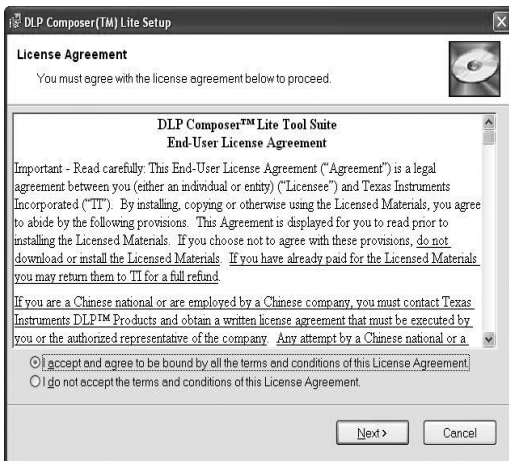 DLP Composer(TM) Lite Setup
License Agreement
You must agree with the license agreement below to proceed.
DLP Composer™ Lite Tool Suite
End-User License Agreement
Important - Read carefully: This End-User License Agreement (“Agreement”) is a legal
agreement between you (either an individual or entity) (“Licensee”) and Texas Instruments
Incorporated (“TI”).  By installing, copying or otherwise using the Licensed Materials, you agree
to abide by the following provisions.  This Agreement is displayed for you to read prior to
installing the Licensed Materials.  If you choose not to agree with these provisions, do not
download or install the Licensed Materials.  If you have already paid for the Licensed Materials
you may return them to TI for a full refund.
If you are a Chinese national or are employed by a Chinese company, you must contact Texas
Instruments DLP™ Products and obtain a written license agreement that must be executed by
you or the authorized representative of the company.  Any attempt by a Chinese national or a
I accept and agree to be bound by all the terms and conditions of this License Agreement.
I do not accept the terms and conditions of this License Agreement.
Next >
Cancel